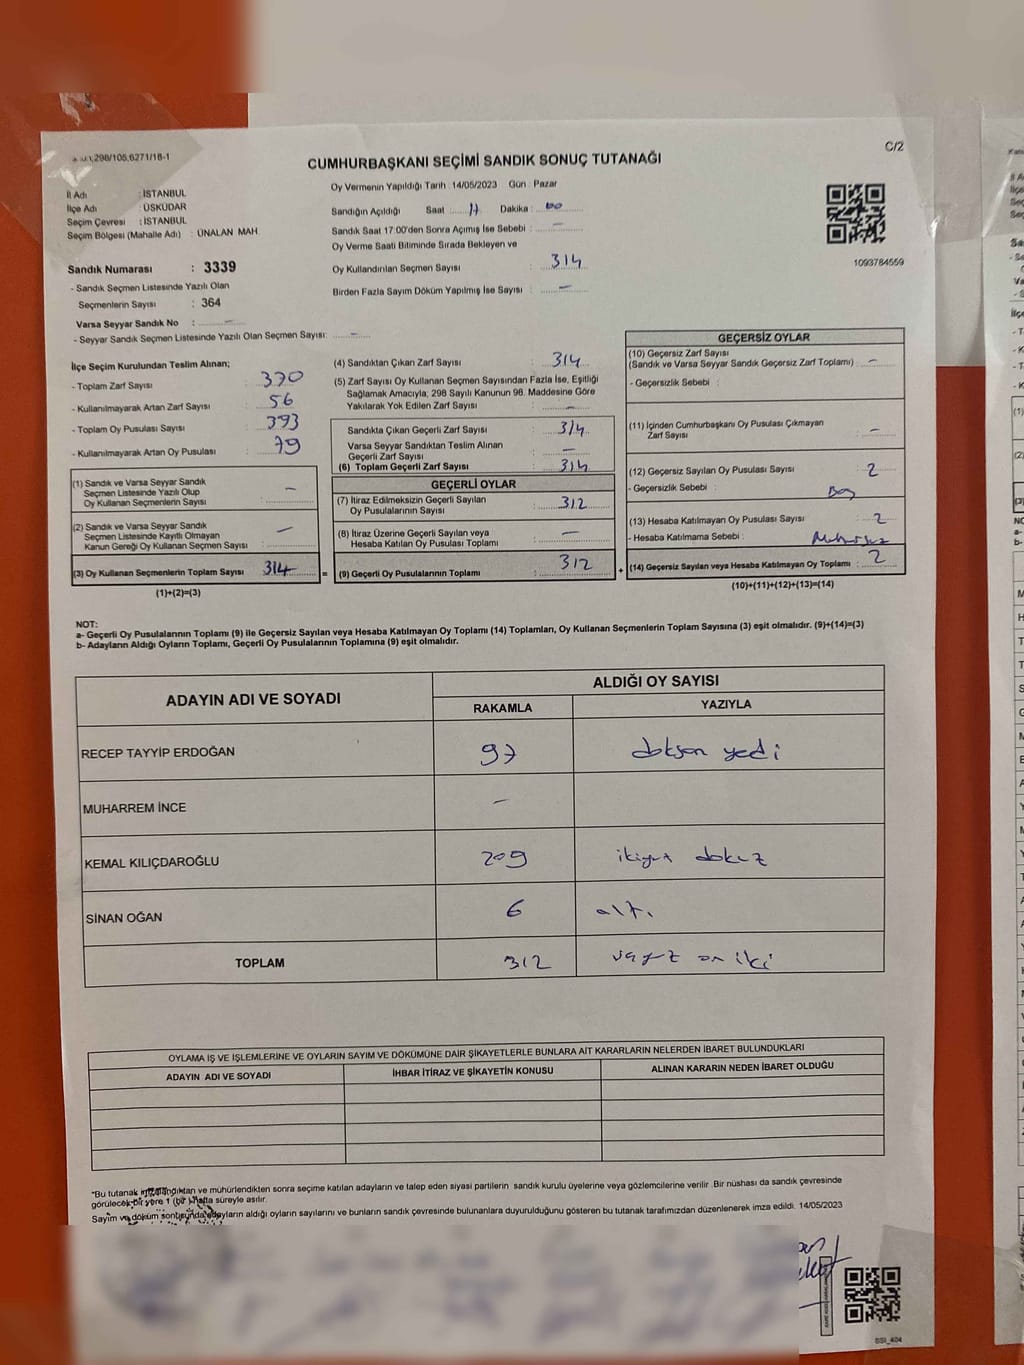 298/105,6271/18-1
C/2
CUMHURBAŞKANI SEÇİMİ SANDIK SONUÇ TUTANAĞI
İl Adı : İSTANBUL
İlçe Adı : ÜSKÜDAR
Seçim Çevresi : İSTANBUL
Seçim Bölgesi (Mahalle Adı) : ÜNALAN MAH
Sandık Numarası : 3339
- Sandık Seçmen Listesinde Yazılı Olan
Seçmenlerin Sayısı : 364
Varsa Seyyar Sandık No : –
- Seyyar Sandık Seçmen Listesinde Yazılı Olan Seçmen Sayısı: –
Oy Vermenin Yapıldığı Tarih : 14/05/2023 Gün : Pazar
Sandığın Açıldığı Saat : 17 Dakika : 00
Sandık Saat 17:00'den Sonra Açımış İse Sebebi : –
Oy Verme Saati Bitiminde Sırada Bekleyen ve
Oy Kullandırılan Seçmen Sayısı : 314
Birden Fazla Sayım Döküm Yapılmış İse Sayısı : –
1093784559
İlçe Seçim Kurulundan Teslim Alınan;
- Toplam Zarf Sayısı : 370
- Kullanılmayarak Artan Zarf Sayısı : 56
- Toplam Oy Pusulası Sayısı : 393
- Kullanılmayarak Artan Oy Pusulası : 79
(1) Sandık ve Varsa Seyyar Sandık
Seçmen Listesinde Yazılı Olup
Oy Kullanan Seçmenlerin Sayısı : –
(2) Sandık ve Varsa Seyyar Sandık
Seçmen Listesinde Kayıtlı Olmayan
Kanun Gereği Oy Kullanan Seçmen Sayısı : –
(3) Oy Kullanan Seçmenlerin Toplam Sayısı 314
(1)+(2)=(3)
=
(4) Sandıktan Çıkan Zarf Sayısı : 314
(5) Zarf Sayısı Oy Kullanan Seçmen Sayısından Fazla İse, Eşitliği
Sağlamak Amacıyla; 298 Sayılı Kanunun 98. Maddesine Göre
Yakılarak Yok Edilen Zarf Sayısı : –
Sandıkta Çıkan Geçerli Zarf Sayısı : 314
Varsa Seyyar Sandıktan Teslim Alınan
Geçerli Zarf Sayısı : –
(6) Toplam Geçerli Zarf Sayısı : 314
GEÇERLİ OYLAR
(7) İtiraz Edilmeksizin Geçerli Sayılan
Oy Pusulalarının Sayısı : 312
(8) İtiraz Üzerine Geçerli Sayılan veya
Hesaba Katılan Oy Pusulası Toplamı : –
(9) Geçerli Oy Pusulalarının Toplamı : 312
+
GEÇERSİZ OYLAR
(10) Geçersiz Zarf Sayısı
(Sandık ve Varsa Seyyar Sandık Geçersiz Zarf Toplamı) : –
- Geçersizlik Sebebi :
(11) İçinden Cumhurbaşkanı Oy Pusulası Çıkmayan
Zarf Sayısı : –
(12) Geçersiz Sayılan Oy Pusulası Sayısı : 2
- Geçersizlik Sebebi : Boş
(13) Hesaba Katılmayan Oy Pusulası Sayısı : 2
- Hesaba Katılmama Sebebi : Mühürsüz
(14) Geçersiz Sayılan veya Hesaba Katılmayan Oy Toplamı : 2
(10)+(11)+(12)+(13)=(14)
NOT:
a- Geçerli Oy Pusulalarının Toplamı (9) ile Geçersiz Sayılan veya Hesaba Katılmayan Oy Toplamı (14) Toplamları, Oy Kullanan Seçmenlerin Toplam Sayısına (3) eşit olmalıdır. (9)+(14)=(3)
b- Adayların Aldığı Oyların Toplamı, Geçerli Oy Pusulalarının Toplamına (9) eşit olmalıdır.
ADAYIN ADI VE SOYADI
ALDIĞI OY SAYISI
RAKAMLA
YAZIYLA
RECEP TAYYİP ERDOĞAN 97 doksan yedi
MUHARREM İNCE –
KEMAL KILIÇDAROĞLU 209 ikiyüz dokuz
SİNAN OĞAN 6 altı
TOPLAM 312 üçyüz on iki
OYLAMA İŞ VE İŞLEMLERİNE VE OYLARIN SAYIM VE DÖKÜMÜNE DAİR ŞİKAYETLERLE BUNLARA AİT KARARLARIN NELERDEN İBARET BULUNDUKLARI
ADAYIN ADI VE SOYADI
İHBAR İTİRAZ VE ŞİKAYETİN KONUSU
ALINAN KARARIN NEDEN İBARET OLDUĞU
*Bu tutanak imzalandıktan ve mühürlendikten sonra seçime katılan adayların ve talep eden siyasi partilerin sandık kurulu üyelerine veya gözlemcilerine verilir. Bir nüshası da sandık çevresinde
görülecek bir yere 1 (bir) hafta süreyle asılır.
Sayım ve döküm sonucunda adayların aldığı oyların sayılarını ve bunların sandık çevresinde bulunanlara duyurulduğunu gösteren bu tutanak tarafımızdan düzenlenerek imza edildi. 14/05/2023
SSI_404